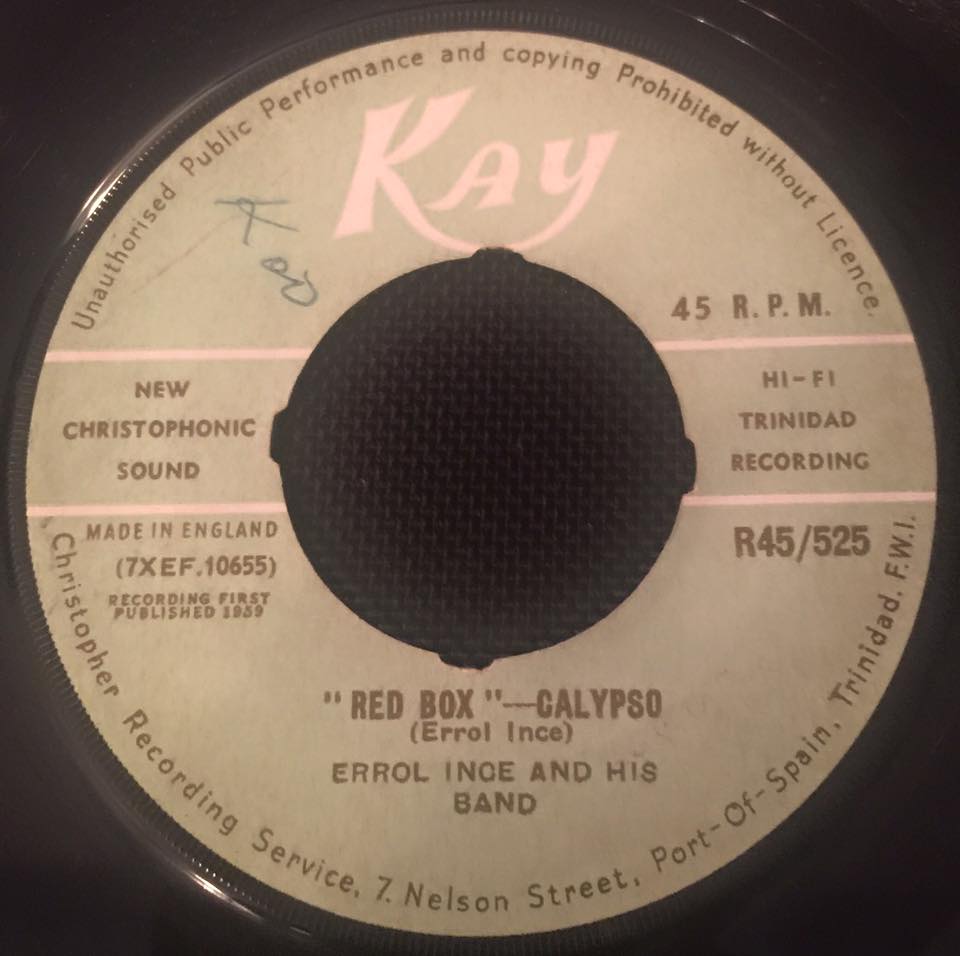 Unauthorised Public Performance and copying Prohibited without Licence.
Kay
45 R.P.M.
NEW
CHRISTOPHONIC
SOUND
HI-FI
TRINIDAD
RECORDING
MADE IN ENGLAND
(7XEF.10655)
RECORDING FIRST
PUBLISHED 1959
R45/525
"RED BOX"—CALYPSO
(Errol Ince)
ERROL INCE AND HIS
BAND
Christopher Recording Service, 7. Nelson Street, Port-Of-Spain, Trinidad. F.W.I.